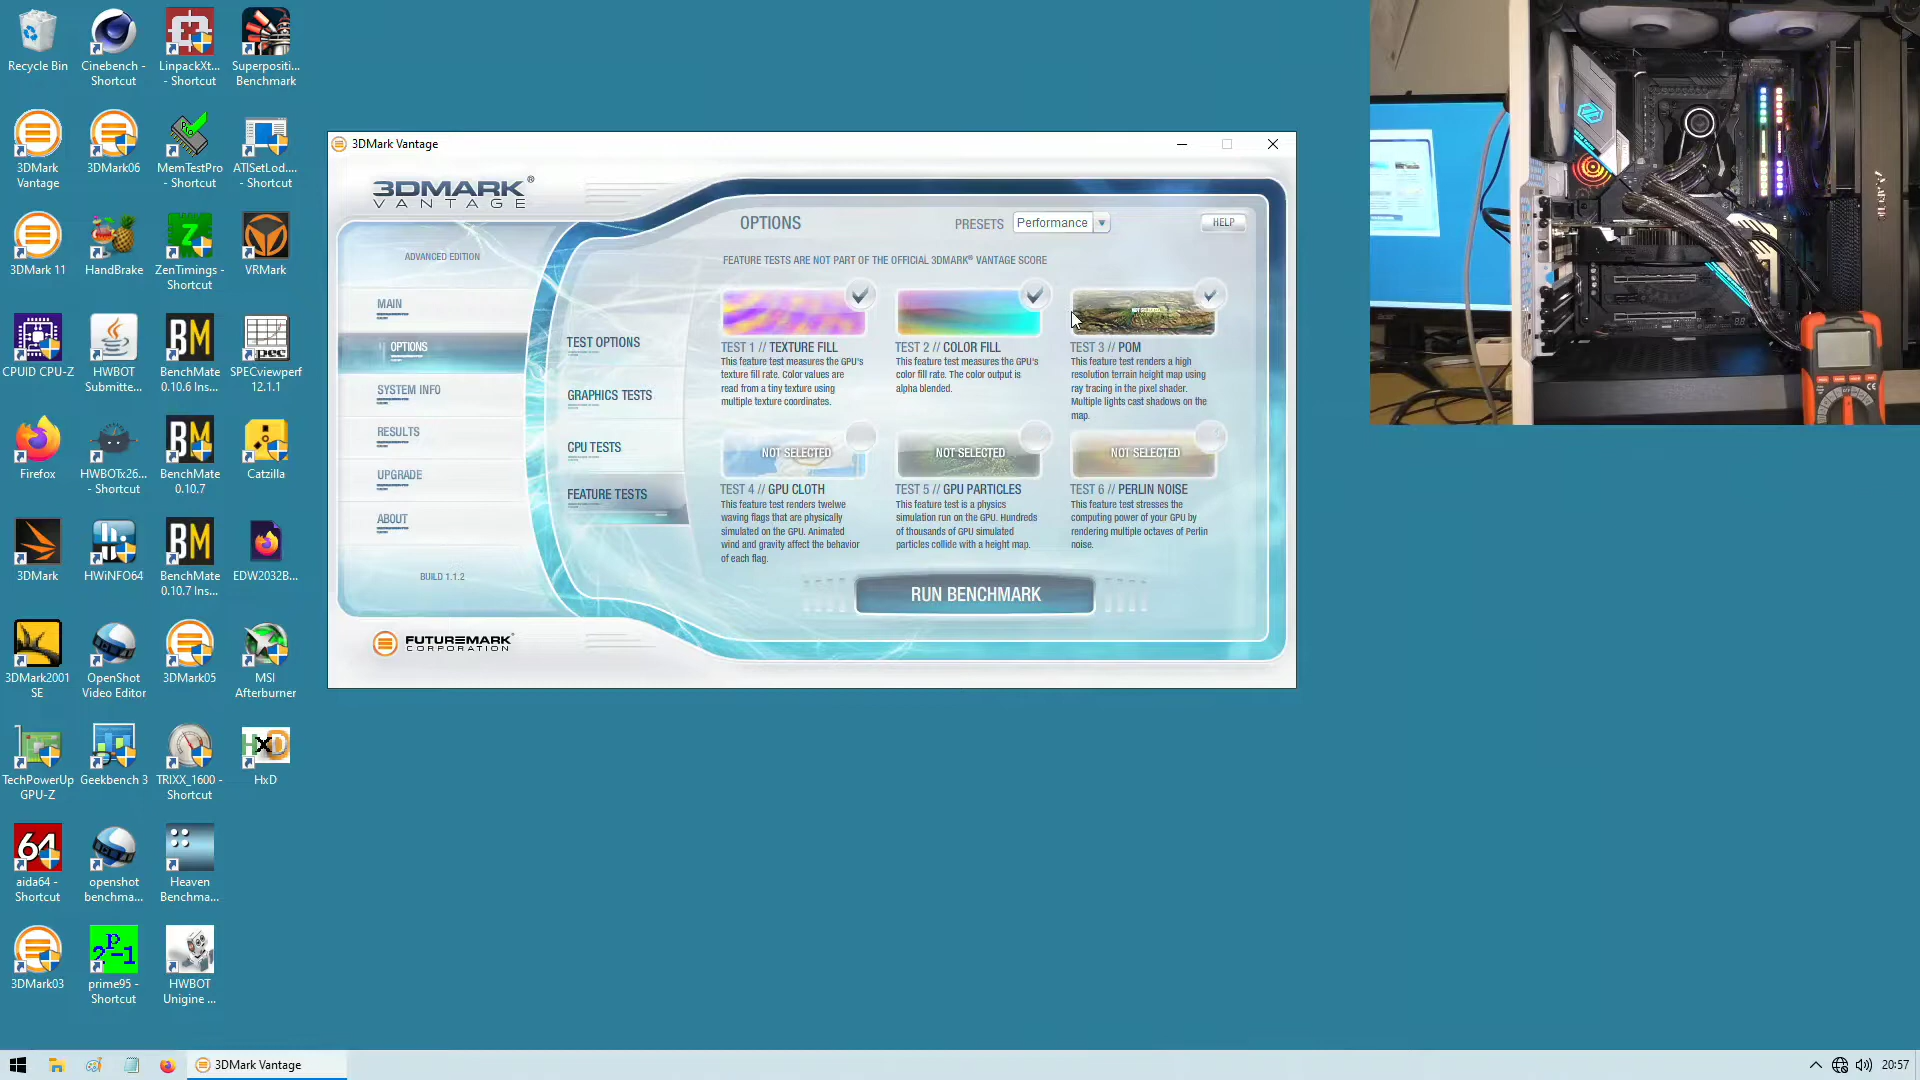 Recycle Bin
Cinebench - Shortcut
LinpackXt... - Shortcut
Superpositi... Benchmark
3DMark Vantage
3DMark06
MemTestPro - Shortcut
ATISetLod.... - Shortcut
3DMark 11
HandBrake
ZenTimings - Shortcut
VRMark
CPUID CPU-Z
HWBOT Submitte...
BenchMate 0.10.6 Ins...
SPECviewperf 12.1.1
Firefox
HWBOTx26... - Shortcut
BenchMate 0.10.7
Catzilla
3DMark
HWiNFO64
BenchMate 0.10.7 Ins...
EDW2032B...
3DMark2001 SE
OpenShot Video Editor
3DMark05
MSI Afterburner
TechPowerUp GPU-Z
Geekbench 3
TRIXX_1600 - Shortcut
HxD
aida64 - Shortcut
openshot benchma...
Heaven Benchma...
3DMark03
prime95 - Shortcut
HWBOT Unigine ...
3DMark Vantage
3DMARK®
VANTAGE
ADVANCED EDITION
MAIN
OPTIONS
SYSTEM INFO
RESULTS
UPGRADE
ABOUT
BUILD 1.1.2
FUTUREMARK
CORPORATION
TEST OPTIONS
GRAPHICS TESTS
CPU TESTS
FEATURE TESTS
OPTIONS
PRESETS
Performance
HELP
FEATURE TESTS ARE NOT PART OF THE OFFICIAL 3DMARK® VANTAGE SCORE
NOT SELECTED
TEST 1 // TEXTURE FILL
This feature test measures the GPU's
texture fill rate. Color values are
read from a tiny texture using
multiple texture coordinates.
TEST 2 // COLOR FILL
This feature test measures the GPU's
fill rate. The color output is
alpha blended.
TEST 3 // POM
This feature test renders a high
resolution terrain height map using
ray tracing in the pixel shader.
Multiple lights cast shadows on the
map.
NOT SELECTED
TEST 4 // GPU CLOTH
This feature test renders twelwe
waving flags that are physically
simulated on the GPU. Animated
wind and gravity affect the behavior
of each flag.
NOT SELECTED
TEST 5 // GPU PARTICLES
This feature test is a physics
simulation run on the GPU. Hundreds
of thousands of GPU simulated
particles collide with a height map.
NOT SELECTED
TEST 6 // PERLIN NOISE
This feature test stresses the
computing power of your GPU by
rendering multiple octaves of Perlin
noise.
RUN BENCHMARK
3DMark Vantage
20:57